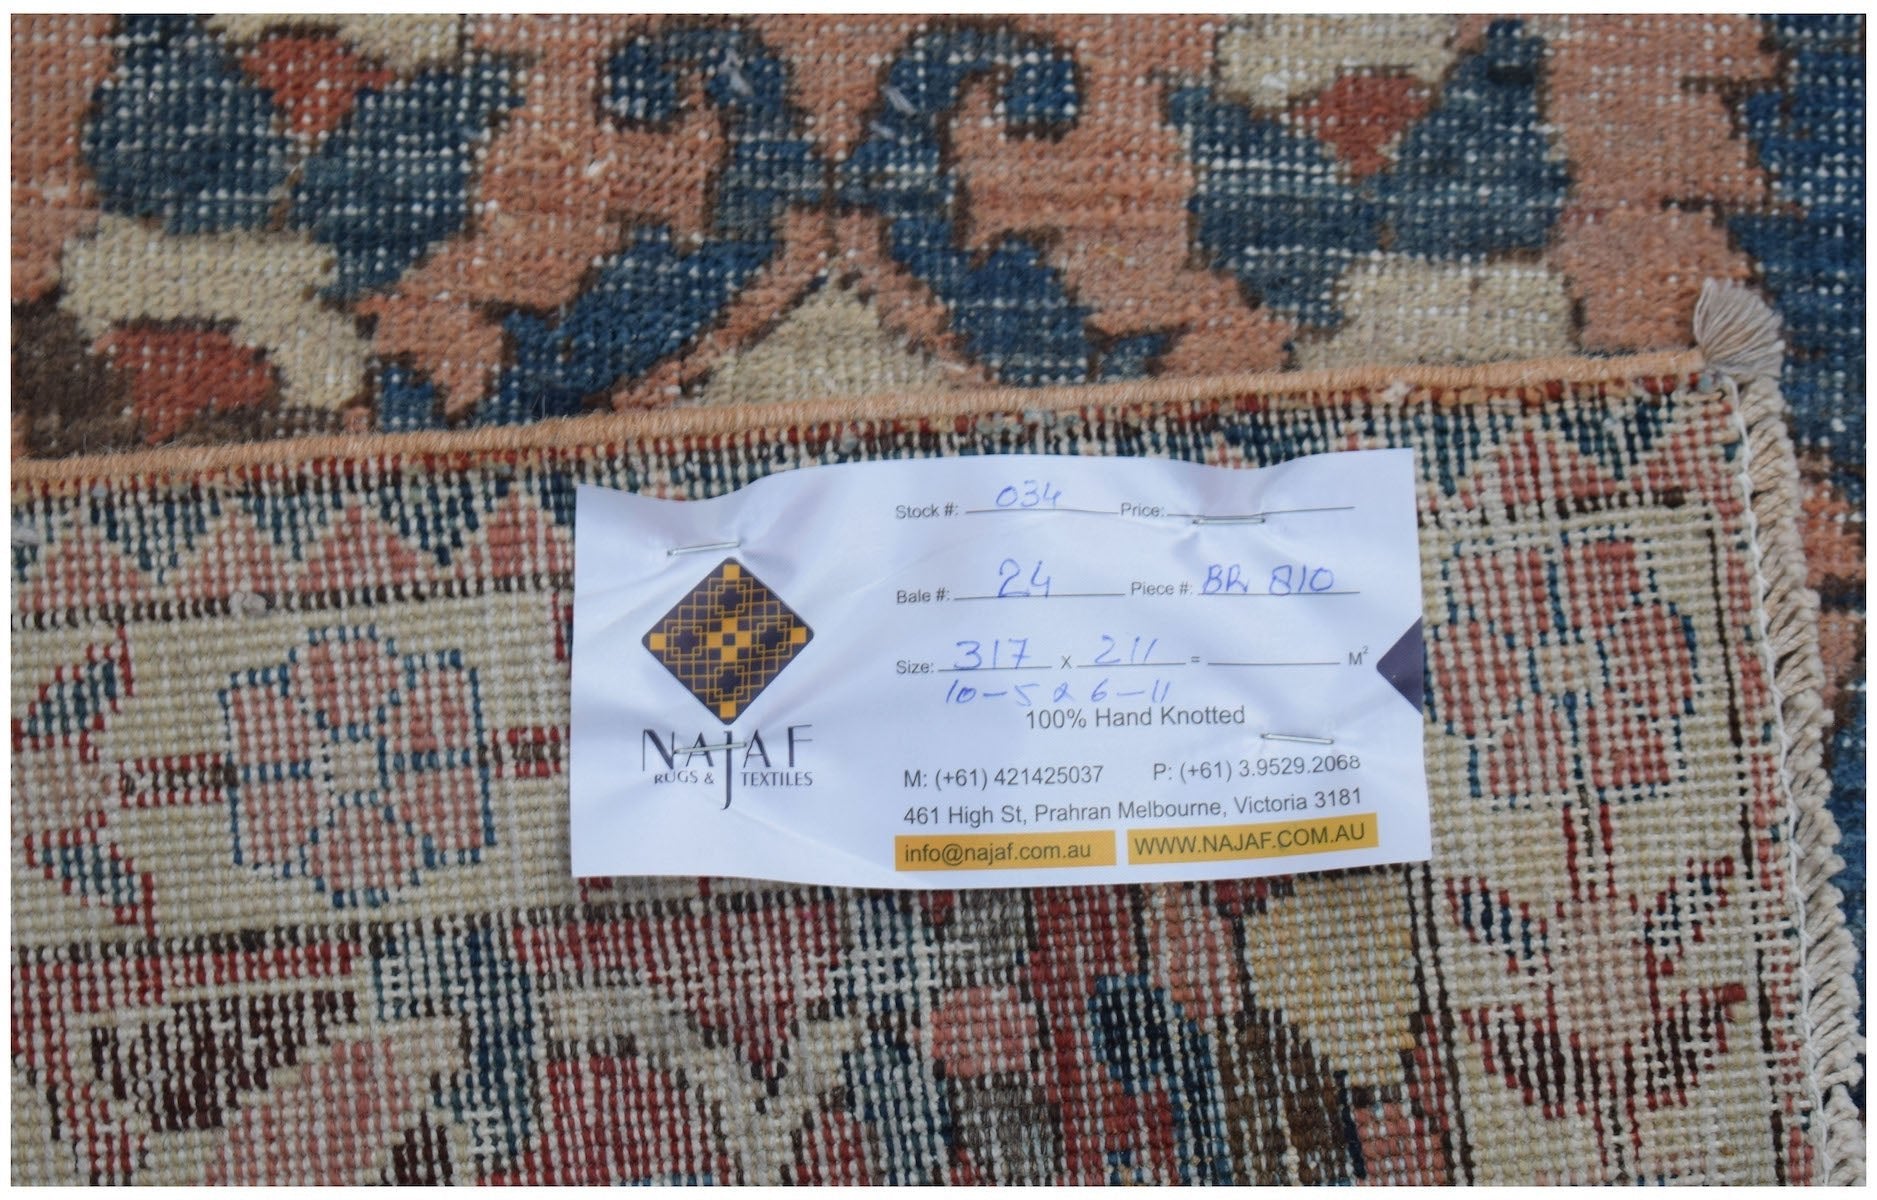 Stock #: 034 Price:
Bale #: 24 Piece #: BR 810
Size: 317 x 211 = M²
10-5 & 6-11
100% Hand Knotted
NAJAF
RUGS & TEXTILES
M: (+61) 421425037 P: (+61) 3.9529.2068
461 High St, Prahran Melbourne, Victoria 3181
info@najaf.com.au WWW.NAJAF.COM.AU